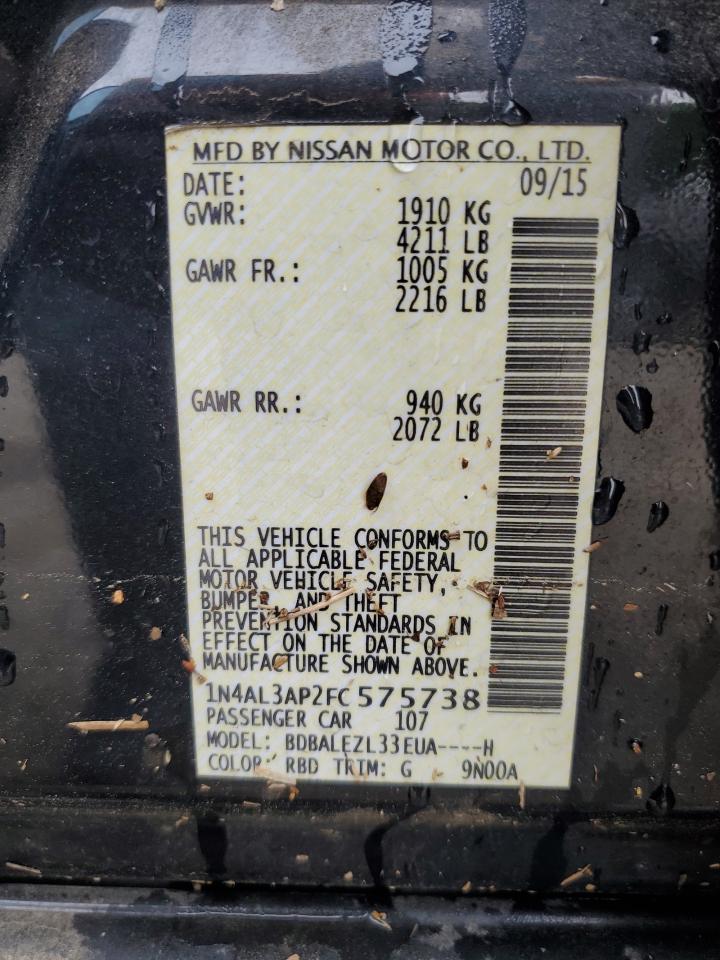 MFD BY NISSAN MOTOR CO., LTD.
DATE: 09/15
GVWR: 1910 KG
4211 LB
GAWR FR.: 1005 KG
2216 LB
GAWR RR.: 940 KG
2072 LB
THIS VEHICLE CONFORMS TO
ALL APPLICABLE FEDERAL
MOTOR VEHICLE SAFETY,
BUMPER, AND THEFT
PREVENTION STANDARDS IN
EFFECT ON THE DATE OF
MANUFACTURE SHOWN ABOVE.
1N4AL3AP2FC575738
PASSENGER CAR 107
MODEL: BDBALEZL33EUA----H
COLOR: RBD TRIM: G 9N00A